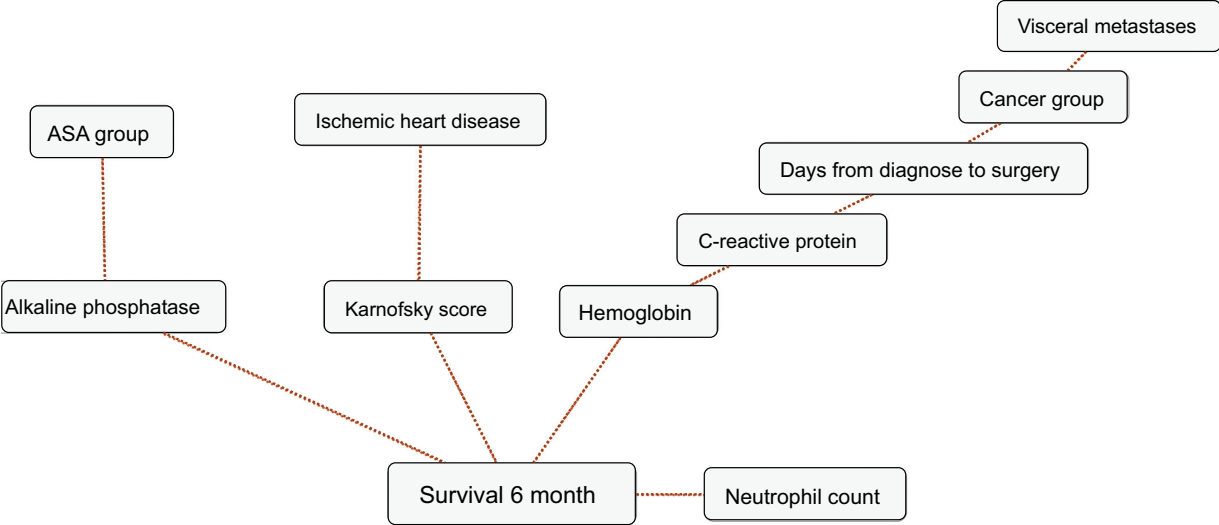 Visceral metastases
Cancer group
ASA group
Ischemic heart disease
Days from diagnose to surgery
C-reactive protein
Alkaline phosphatase
Karnofsky score
Hemoglobin
Survival 6 month
Neutrophil count